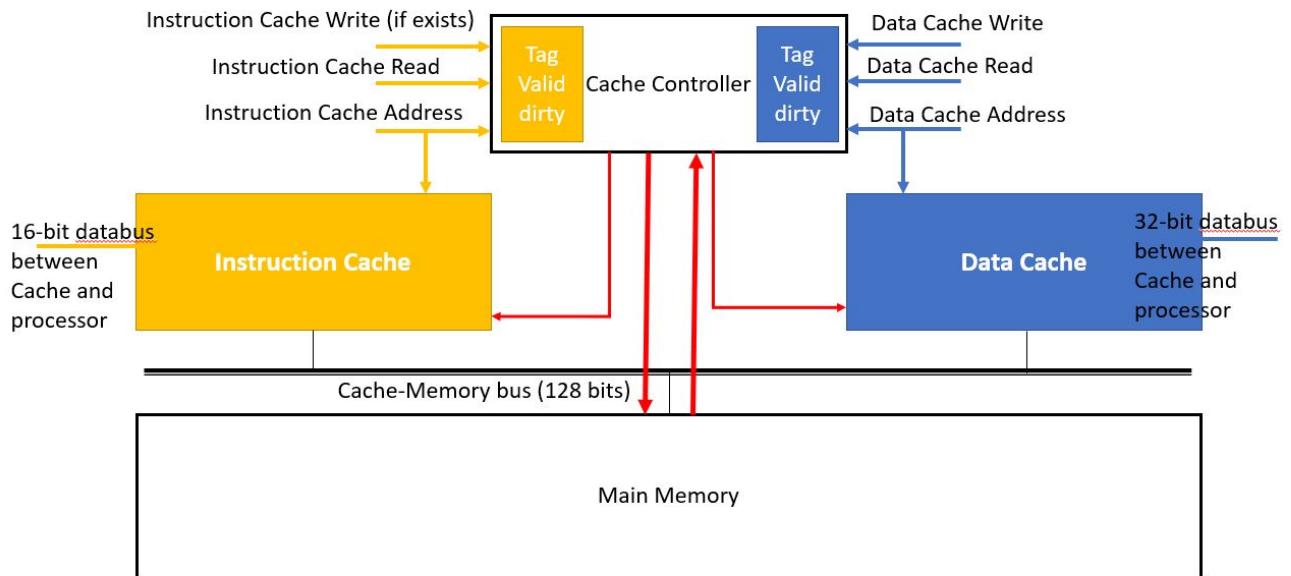 Instruction Cache Write (if exists)
Instruction Cache Read
Instruction Cache Address
Tag
Valid
dirty
Cache Controller
Tag
Valid
dirty
Data Cache Write
Data Cache Read
Data Cache Address
16-bit databus
between
Cache and
processor
Instruction Cache
Data Cache
32-bit databus
between
Cache and
processor
Cache-Memory bus (128 bits)
Main Memory